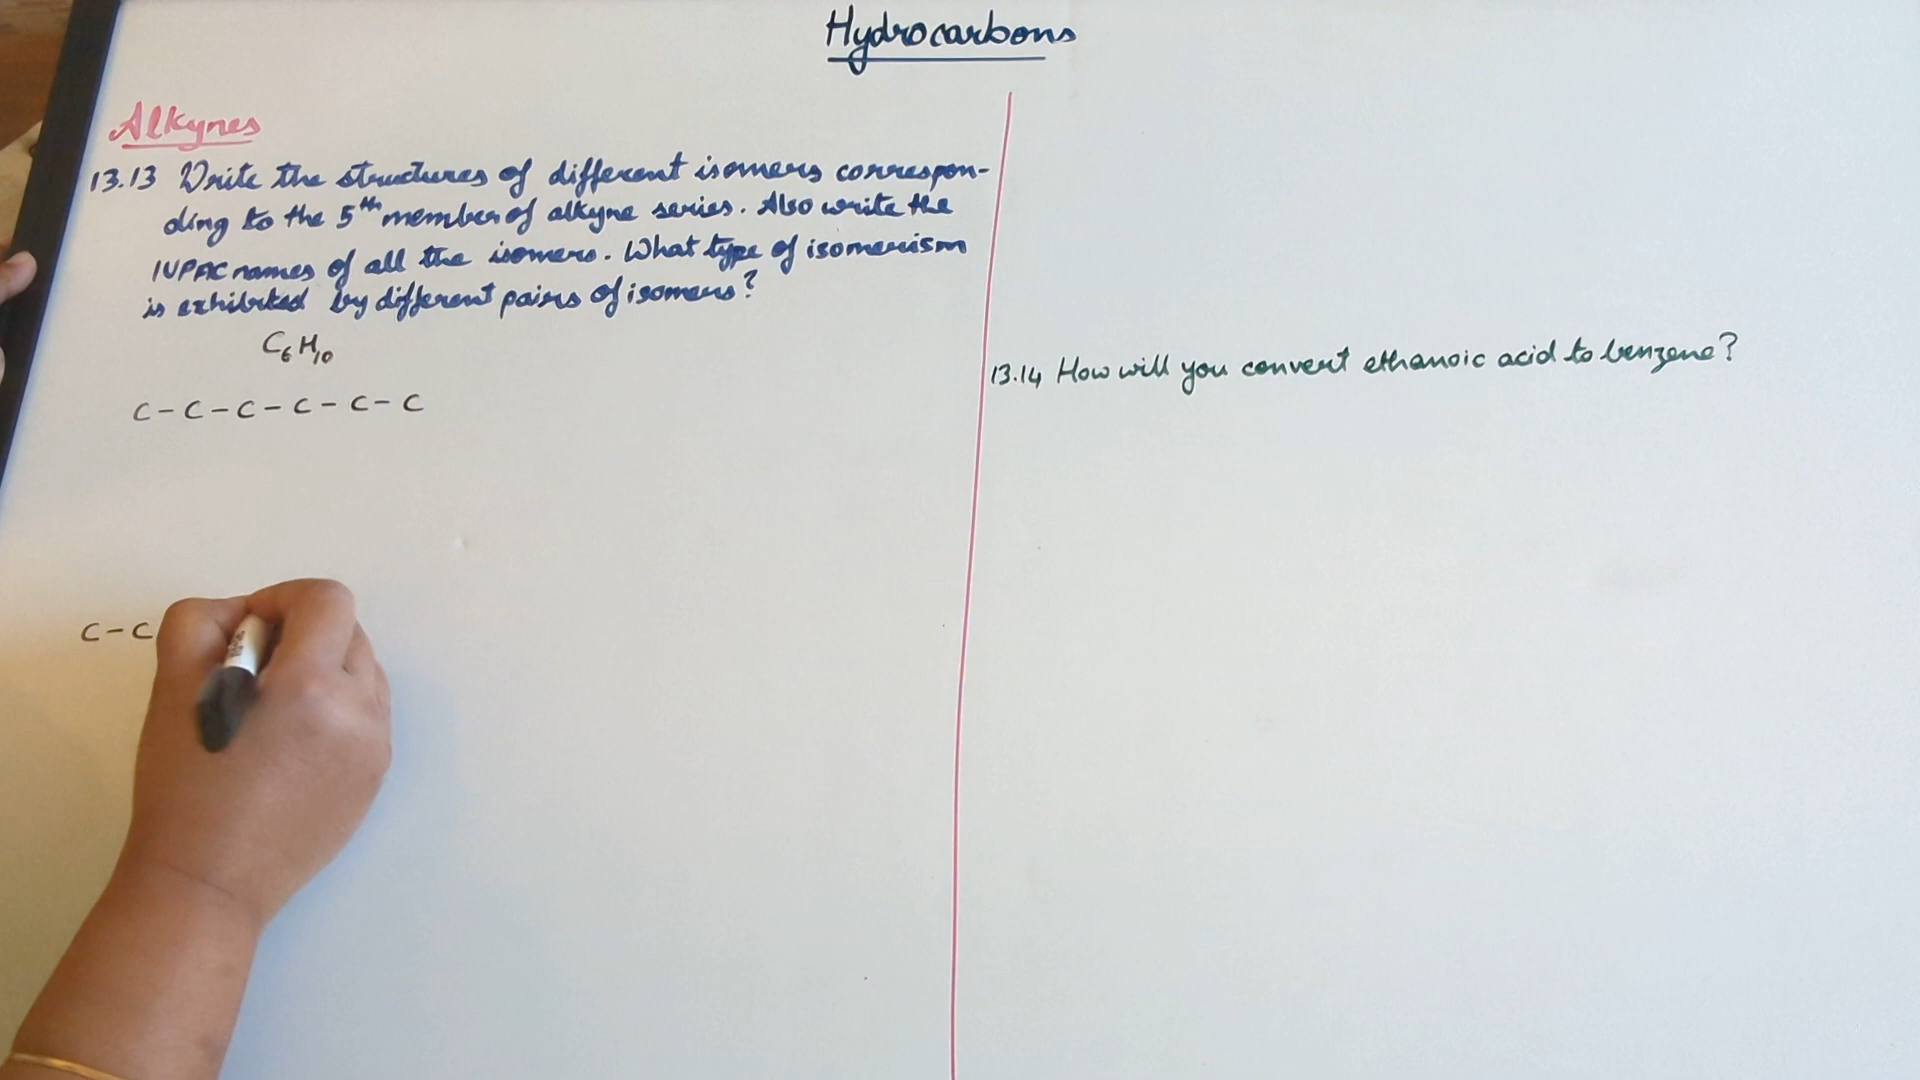 Hydrocarbons
Alkynes
13.13 Write the structures of different isomers correspon-
ding to the 5th member of alkyne series. Also write the
IUPAC names of all the isomers. What type of isomerism
is exhibited by different pairs of isomers?
C6H10
C-C-C-C-C-C
C-C
13.14 How will you convert ethanoic acid to benzene?